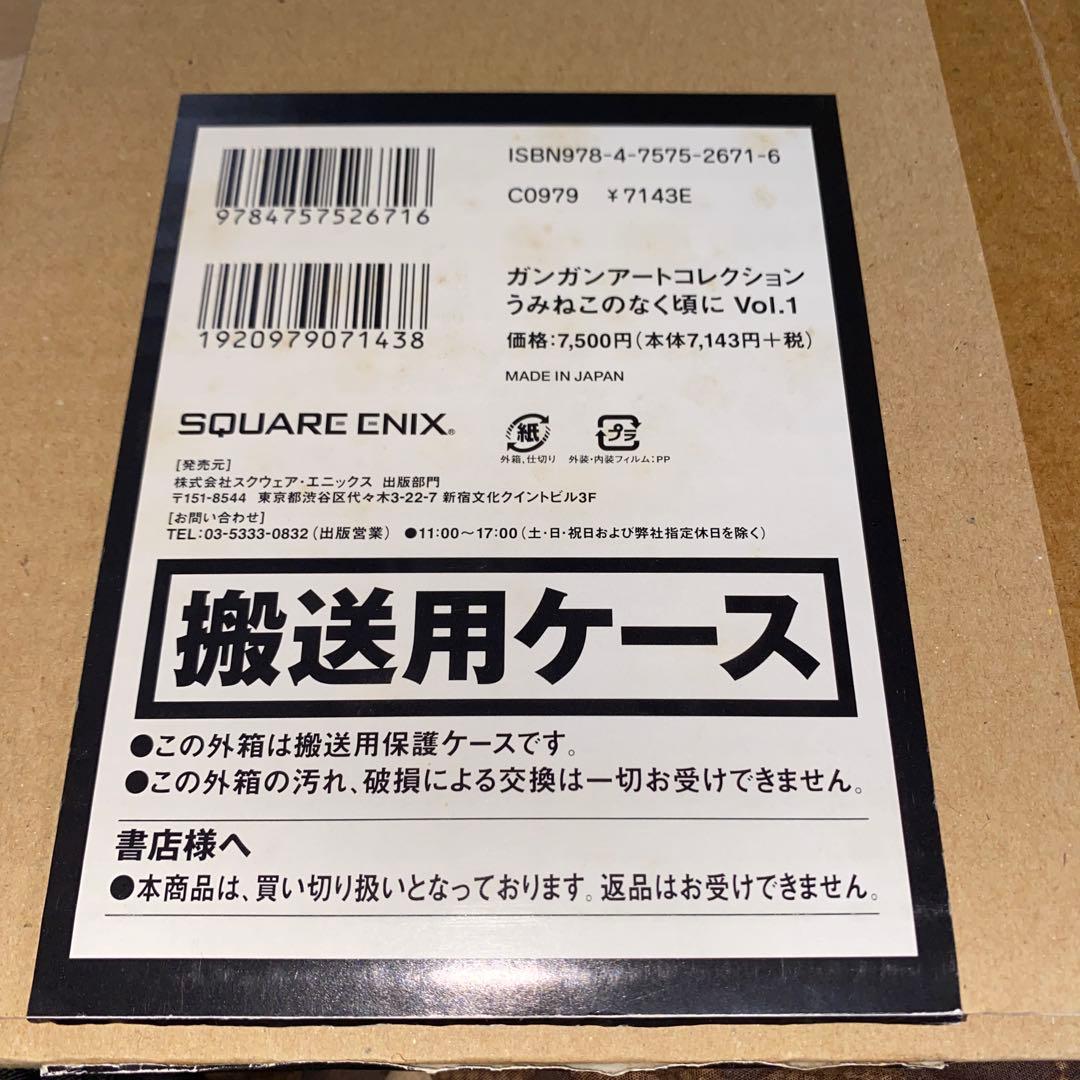 9784757526716
ISBN978-4-7575-2671-6
C0979 ¥7143E
1920979071438
ガンガンアートコレクション
うみねこのなく頃に Vol.1
価格:7,500円(本体7,143円+税)
MADE IN JAPAN
SQUARE ENIX®
紙
外箱、仕切り
プラ
外装・内装フィルム:PP
[発売元]
株式会社スクウェア・エニックス 出版部門
〒151-8544 東京都渋谷区代々木3-22-7 新宿文化クイントビル3F
[お問い合わせ]
TEL:03-5333-0832(出版営業) ●11:00〜17:00(土・日・祝日および弊社指定休日を除く)
搬送用ケース
●この外箱は搬送用保護ケースです。
●この外箱の汚れ、破損による交換は一切お受けできません。
書店様へ
●本商品は、買い切り扱いとなっております。返品はお受けできません。